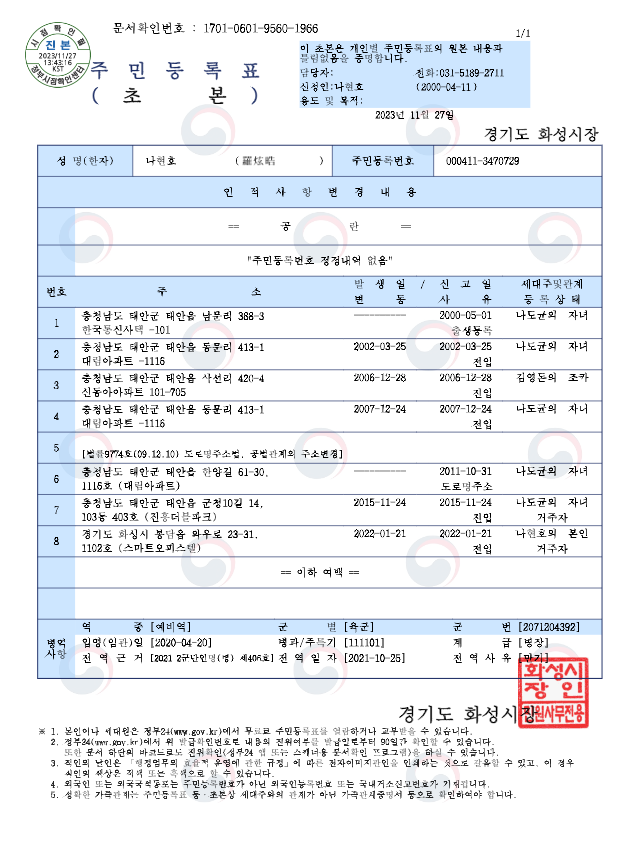 문서확인번호 : 1701-0601-9560-1966
1/1
시점확인필
진본
2023/11/27
13:43:16
KST
정부시점확인센터
주 민 등 록 표
( 초 본 )
이 초본은 개인별 주민등록표의 원본 내용과
틀림없음을 증명합니다.
담당자: 전화:031-5189-2711
신청인:나현호 (2000-04-11)
용도 및 목적:
2023년 11월 27일
경기도 화성시장
성 명(한자) 나현호 (羅炫晧) 주민등록번호 000411-3470729
인 적 사 항 변 경 내 용
== 공 란 ==
"주민등록번호 정정내역 없음"
번호 주 소 발 생 일 / 신 고 일 세대주및관계
변 동 사 유 등 록 상 태
1 충청남도 태안군 태안읍 남문리 388-3 ---------- 2000-05-01 나도균의 자녀
한국통신사택 -101 출생등록
2 충청남도 태안군 태안읍 동문리 413-1 2002-03-25 2002-03-25 나도균의 자녀
대림아파트 -1116 전입
3 충청남도 태안군 태안읍 삭선리 420-4 2006-12-28 2006-12-28 김영돈의 조카
신동아아파트 101-705 전입
4 충청남도 태안군 태안읍 동문리 413-1 2007-12-24 2007-12-24 나도균의 자녀
대림아파트 -1116 전입
5 [법률9774호(09.12.10) 도로명주소법, 공법관계의 주소변경]
6 충청남도 태안군 태안읍 한양길 61-30, ---------- 2011-10-31 나도균의 자녀
1116호 (대림아파트) 도로명주소
7 충청남도 태안군 태안읍 군청10길 14, 2015-11-24 2015-11-24 나도균의 자녀
103동 403호 (진흥더블파크) 전입 거주자
8 경기도 화성시 봉담읍 와우로 23-31, 2022-01-21 2022-01-21 나현호의 본인
1102호 (스마트오피스텔) 전입 거주자
== 이하 여백 ==
병역사항
역 종 [예비역] 군 별 [육군] 군 번 [2071204392]
입영(임관)일 [2020-04-20] 병과/주특기 [111101] 계 급 [병장]
전 역 근 거 [2021 2군단인명(병) 제406호] 전 역 일 자 [2021-10-25] 전 역 사 유 [만기]
경기도 화성시장
화성시
장 인
민원사무전용
※ 1. 본인이나 세대원은 정부24(www.gov.kr)에서 무료로 주민등록표를 열람하거나 교부받을 수 있습니다.
2. 정부24(www.gov.kr)에서 위 발급확인번호로 내용의 진위여부를 발급일로부터 90일간 확인할 수 있습니다.
또한 문서 하단의 바코드로도 진위확인(정부24 앱 또는 스캐너용 문서확인 프로그램)을 하실 수 있습니다.
3. 직인의 날인은 「행정업무의 효율적 운영에 관한 규정」에 따른 전자이미지관인을 인쇄하는 것으로 갈음할 수 있고, 이 경우
직인의 색상은 적색 또는 흑색으로 할 수 있습니다.
4. 외국인 또는 외국국적동포는 주민등록번호가 아닌 외국인등록번호 또는 국내거소신고번호가 기재됩니다.
5. 정확한 가족관계는 주민등록표 등·초본상 세대주와의 관계가 아닌 가족관계증명서 등으로 확인하여야 합니다.